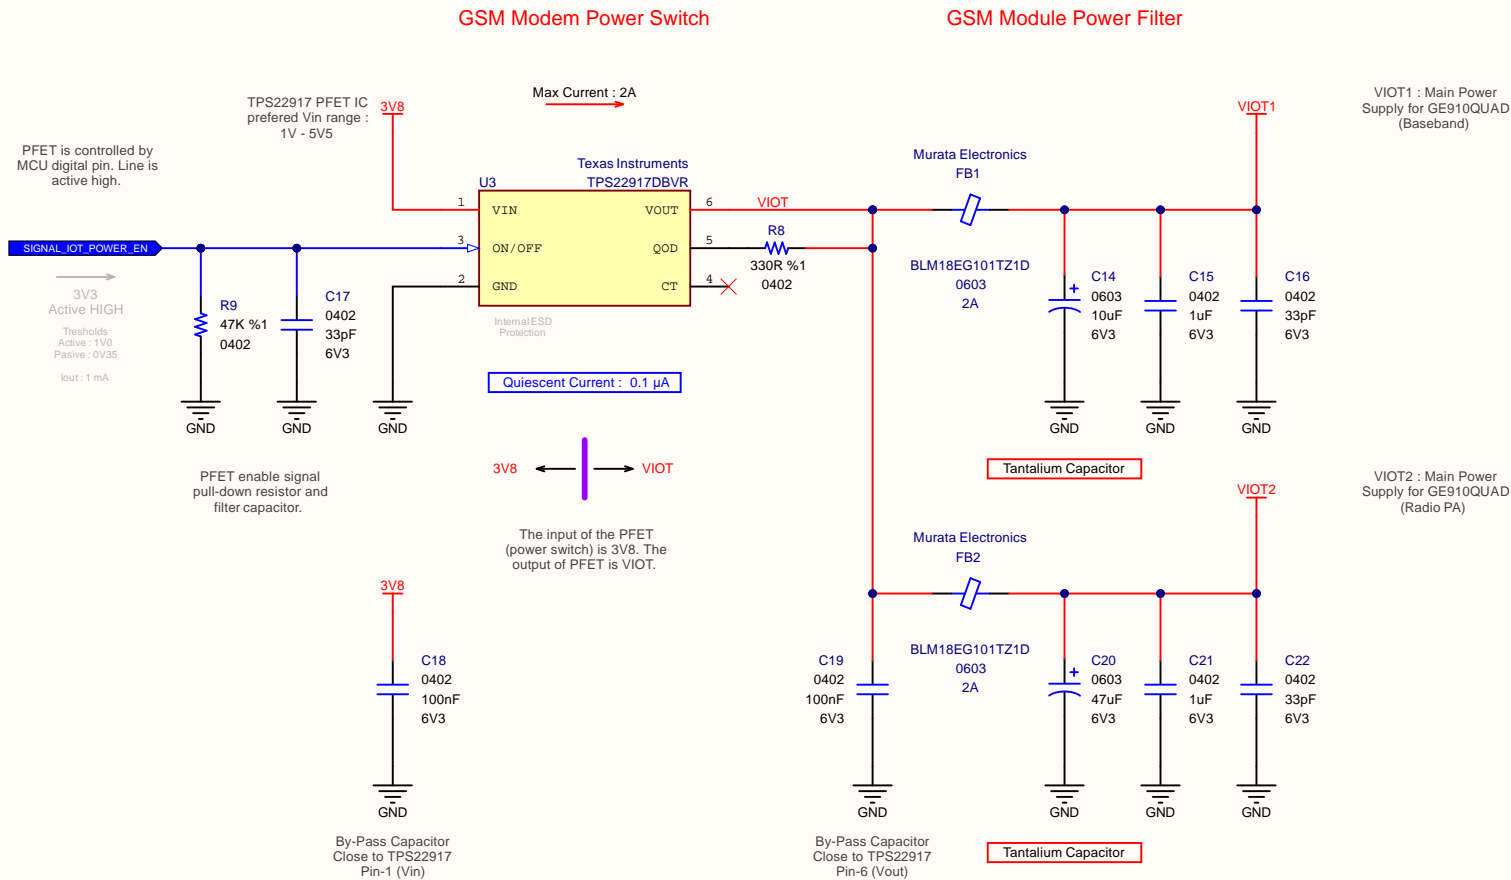 GSM Modem Power Switch
GSM Module Power Filter
TPS22917 PFET IC
prefered Vin range :
1V - 5V5
3V8
Max Current : 2A
VIOT1
VIOT1 : Main Power
Supply for GE910QUAD
(Baseband)
PFET is controlled by
MCU digital pin. Line is
active high.
Texas Instruments
TPS22917DBVR
U3
1
VIN
3
ON/OFF
2
GND
VOUT
6
QOD
5
CT
4
VIOT
R8
330R %1
0402
Internal ESD
Protection
Murata Electronics
FB1
BLM18EG101TZ1D
0603
2A
SIGNAL_IOT_POWER_EN
3V3
Active HIGH
Tresholds
Active : 1V0
Pasive : 0V35
Iout : 1 mA
R9
47K %1
0402
C17
0402
33pF
6V3
C14
0603
10uF
6V3
+
C15
0402
1uF
6V3
C16
0402
33pF
6V3
Quiescent Current : 0.1 µA
GND
GND
GND
GND
GND
GND
PFET enable signal
pull-down resistor and
filter capacitor.
3V8
VIOT
The input of the PFET
(power switch) is 3V8. The
output of PFET is VIOT.
Tantalium Capacitor
VIOT2
VIOT2 : Main Power
Supply for GE910QUAD
(Radio PA)
Murata Electronics
FB2
BLM18EG101TZ1D
0603
2A
3V8
C18
0402
100nF
6V3
C19
0402
100nF
6V3
C20
0603
47uF
6V3
+
C21
0402
1uF
6V3
C22
0402
33pF
6V3
GND
GND
GND
GND
GND
By-Pass Capacitor
Close to TPS22917
Pin-1 (Vin)
By-Pass Capacitor
Close to TPS22917
Pin-6 (Vout)
Tantalium Capacitor